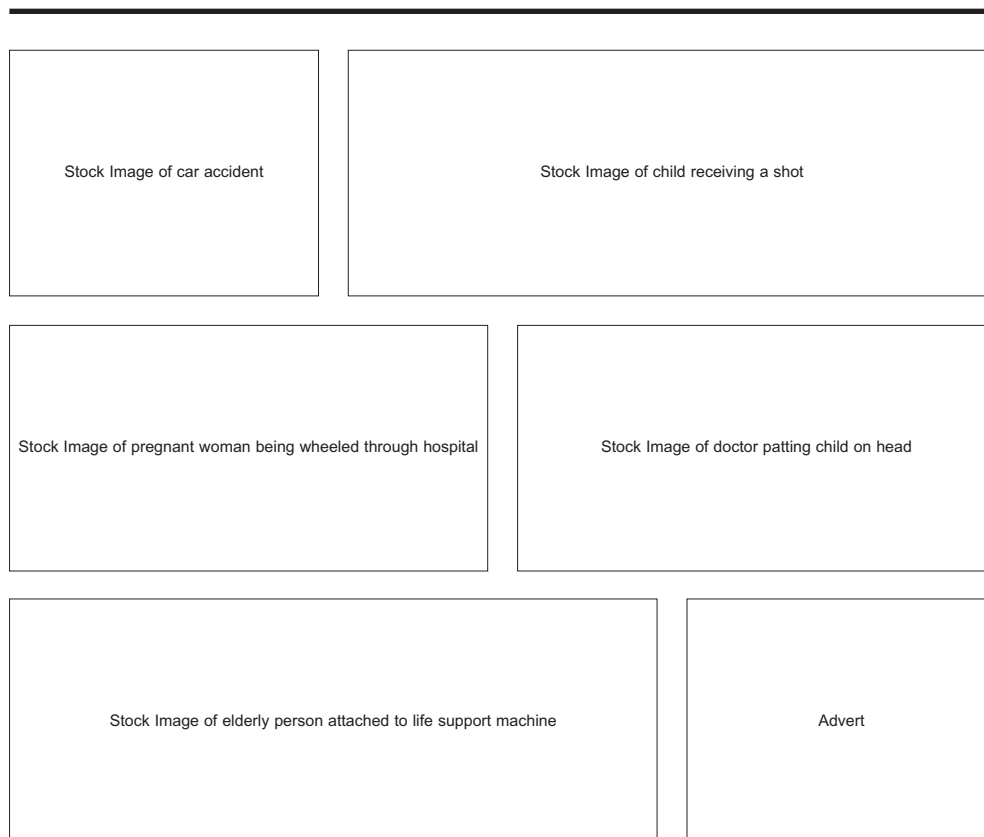 Stock Image of car accident
Stock Image of child receiving a shot
Stock Image of pregnant woman being wheeled through hospital
Stock Image of doctor patting child on head
Stock Image of elderly person attached to life support machine
Advert